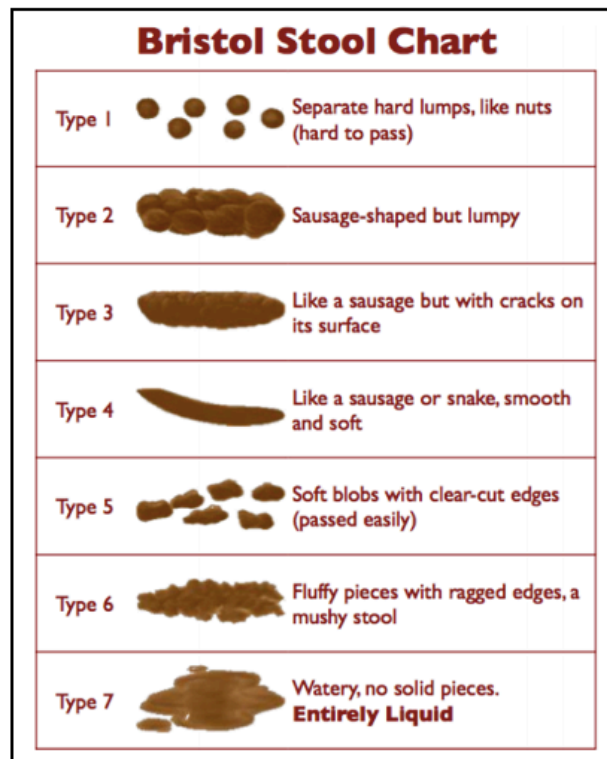 Bristol Stool Chart
Type 1
Separate hard lumps, like nuts
(hard to pass)
Type 2
Sausage-shaped but lumpy
Type 3
Like a sausage but with cracks on
its surface
Type 4
Like a sausage or snake, smooth
and soft
Type 5
Soft blobs with clear-cut edges
(passed easily)
Type 6
Fluffy pieces with ragged edges, a
mushy stool
Type 7
Watery, no solid pieces.
Entirely Liquid